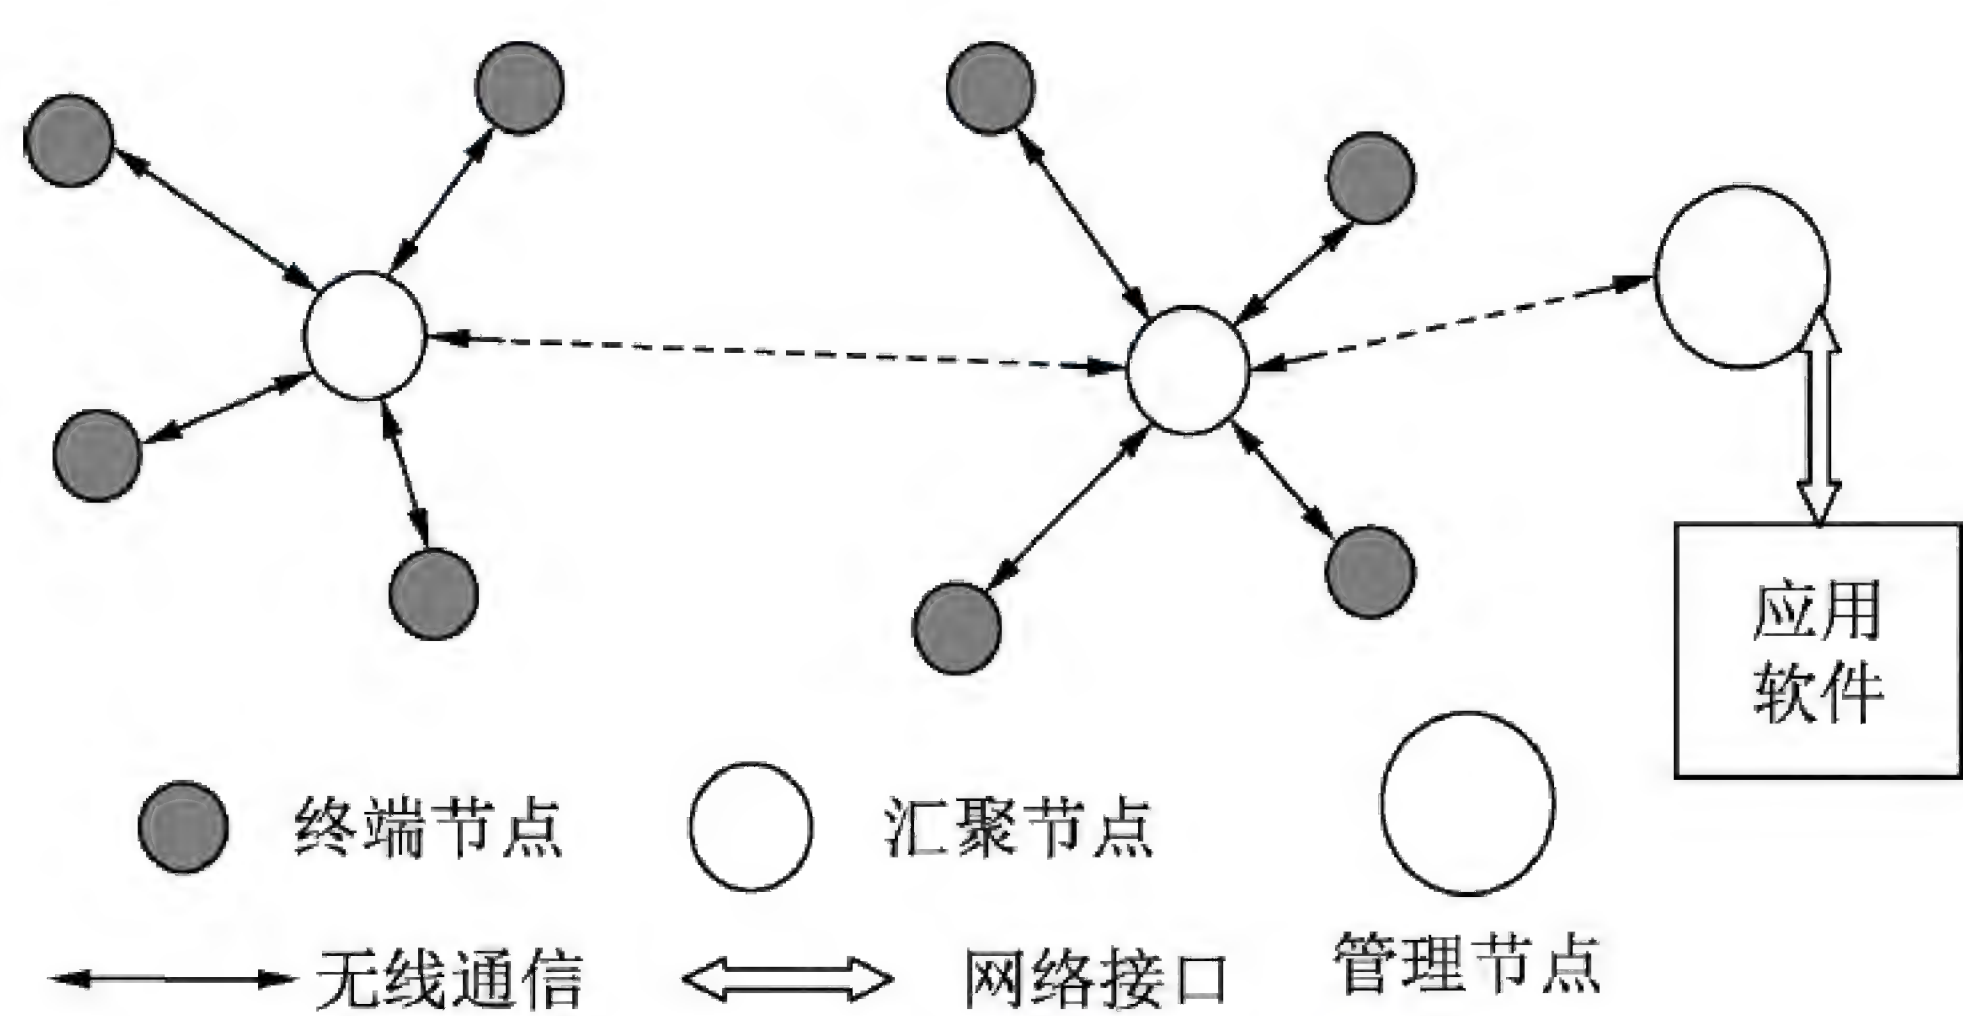 应用
软件
终端节点
汇聚节点
无线通信
网络接口
管理节点